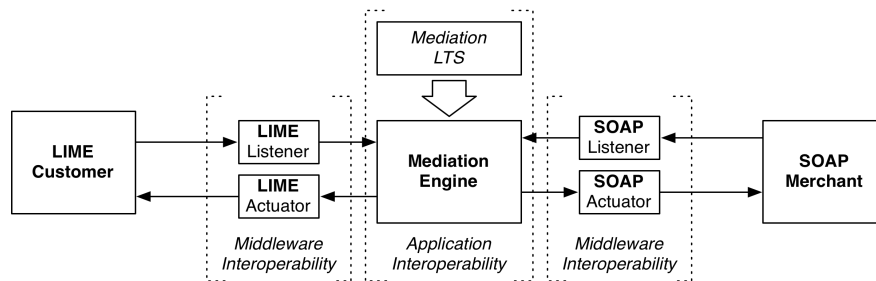 Mediation
LTS
LIME
Customer
LIME
Listener
LIME
Actuator
Middleware
Interoperability
Mediation
Engine
Application
Interoperability
SOAP
Listener
SOAP
Actuator
Middleware
Interoperability
SOAP
Merchant